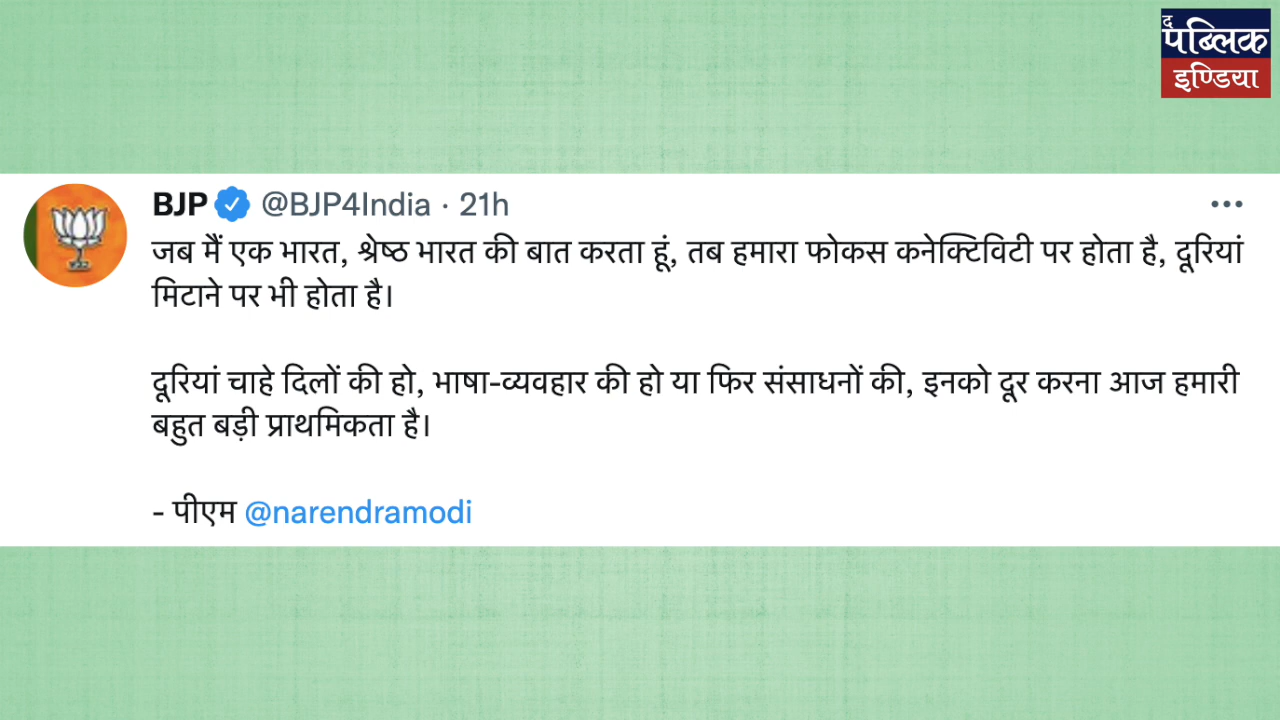 द
पब्लिक
इण्डिया
BJP @BJP4India · 21h
जब मैं एक भारत, श्रेष्ठ भारत की बात करता हूं, तब हमारा फोकस कनेक्टिविटी पर होता है, दूरियां
मिटाने पर भी होता है।
दूरियां चाहे दिलों की हो, भाषा-व्यवहार की हो या फिर संसाधनों की, इनको दूर करना आज हमारी
बहुत बड़ी प्राथमिकता है।
- पीएम @narendramodi